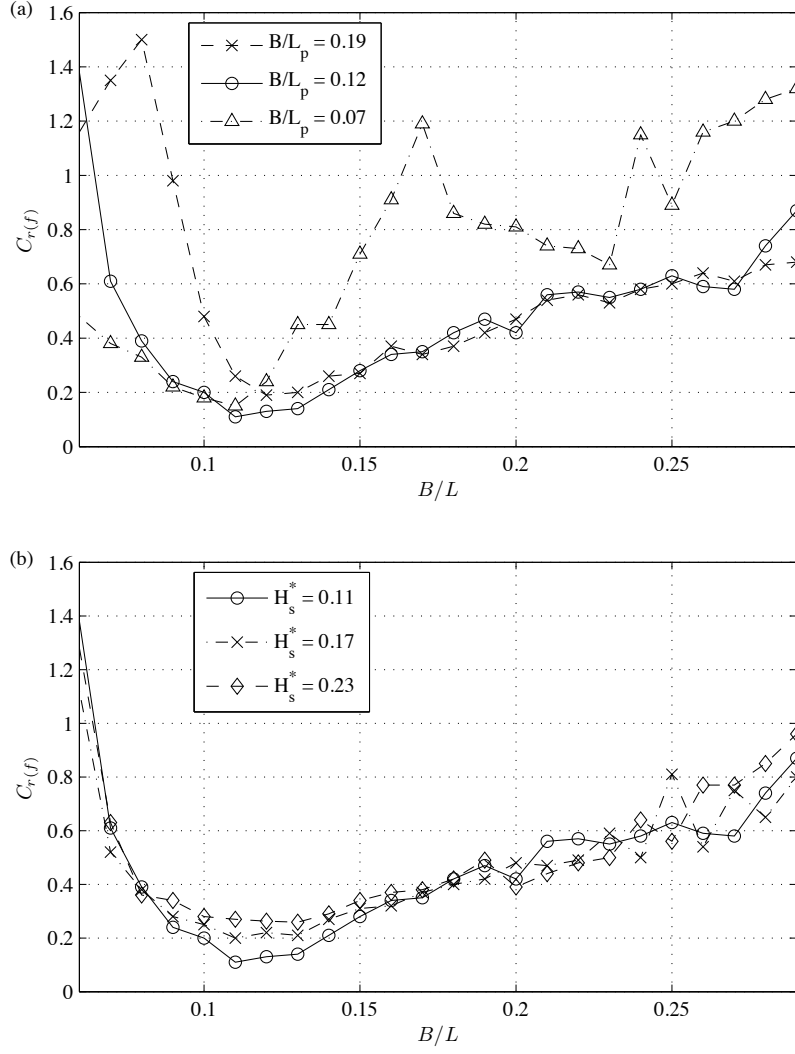 (a)
1.6
1.4
1.2
1
0.8
0.6
0.4
0.2
0
C_{r(f)}
B/L_p = 0.19
B/L_p = 0.12
B/L_p = 0.07
0.1
0.15
0.2
0.25
B/L
(b)
1.6
1.4
1.2
1
0.8
0.6
0.4
0.2
0
C_{r(f)}
H_s^* = 0.11
H_s^* = 0.17
H_s^* = 0.23
0.1
0.15
0.2
0.25
B/L